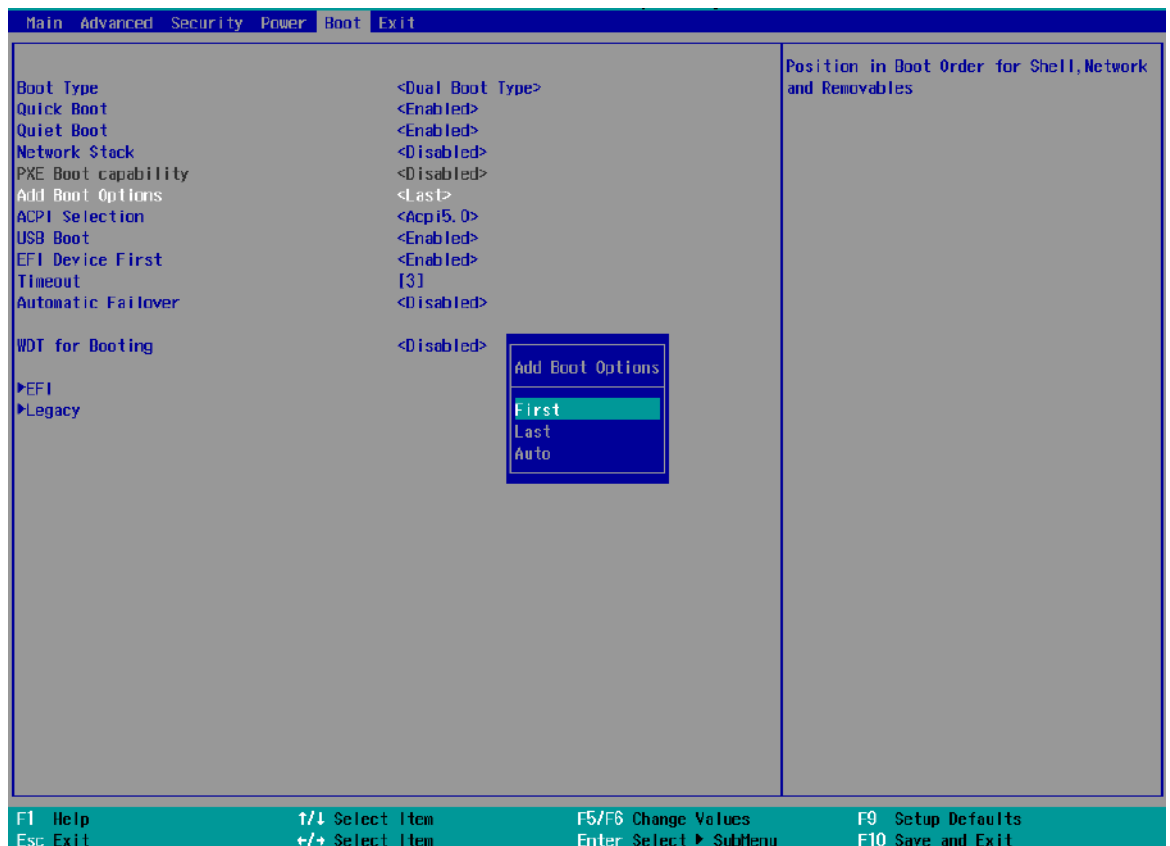 Main Advanced Security Power Boot Exit
Position in Boot Order for Shell,Network
and Removables
Boot Type <Dual Boot Type>
Quick Boot <Enabled>
Quiet Boot <Enabled>
Network Stack <Disabled>
PXE Boot capability <Disabled>
Add Boot Options <Last>
ACPI Selection <Acpi5.0>
USB Boot <Enabled>
EFI Device First <Enabled>
Timeout [3]
Automatic Failover <Disabled>
WDT for Booting <Disabled>
▶EFI
▶Legacy
Add Boot Options
First
Last
Auto
F1 Help ↑/↓ Select Item F5/F6 Change Values F9 Setup Defaults
Esc Exit ←/→ Select Item Enter Select ▶ SubMenu F10 Save and Exit